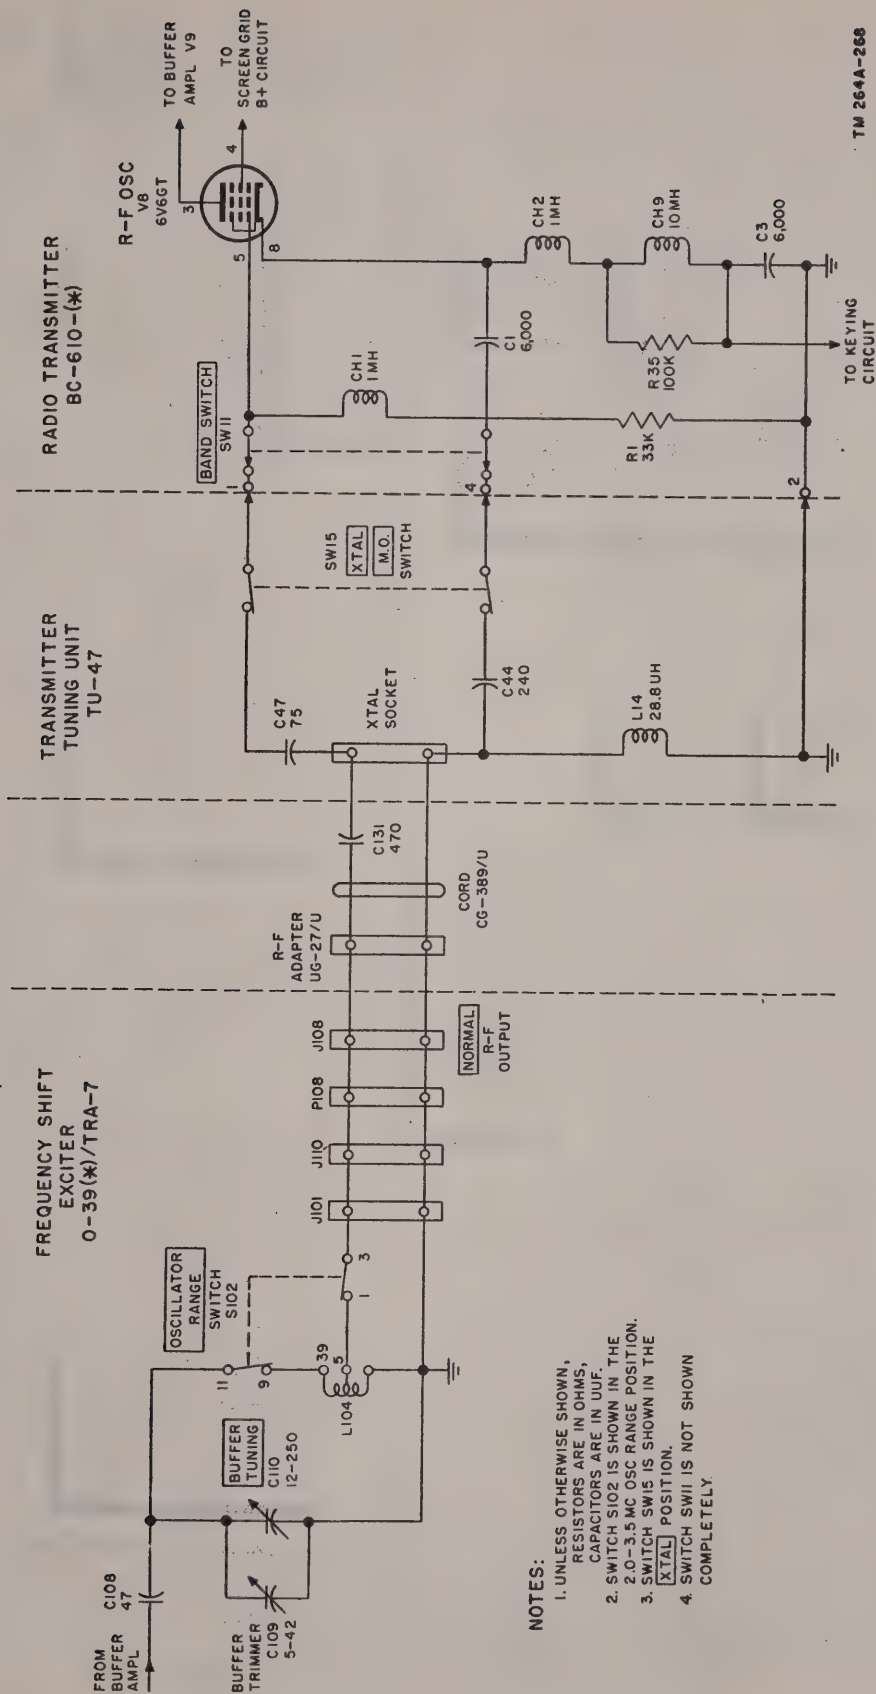 FREQUENCY SHIFT
EXCITER
O-39(*)/TRA-7
TRANSMITTER
TUNING UNIT
TU-47
RADIO TRANSMITTER
BC-610-(*)
FROM
BUFFER
AMPL
C108
47
BUFFER
TRIMMER
C109
5-42
BUFFER
TUNING
C110
12-250
OSCILLATOR
RANGE
SWITCH
S102
11
9
39
5
L104
1
3
J101
J110
P108
J108
NORMAL
R-F
OUTPUT
R-F
ADAPTER
UG-27/U
CORD
CG-389/U
C131
470
C47
75
XTAL
SOCKET
C44
240
L14
28.8UH
SW15
XTAL
M.O.
SWITCH
BAND SWITCH
SW11
1
4
2
CH1
1MH
R1
33K
C1
6,000
R-F OSC
V8
6V6GT
3
4
5
8
TO BUFFER
AMPL V9
TO
SCREEN GRID
B+ CIRCUIT
CH2
1MH
CH9
10MH
R35
100K
C3
6,000
TO KEYING
CIRCUIT
NOTES:
1. UNLESS OTHERWISE SHOWN,
RESISTORS ARE IN OHMS,
CAPACITORS ARE IN UUF.
2. SWITCH S102 IS SHOWN IN THE
2.0-3.5 MC OSC RANGE POSITION.
3. SWITCH SW15 IS SHOWN IN THE
XTAL POSITION.
4. SWITCH SW11 IS NOT SHOWN
COMPLETELY.
TM 264A-268